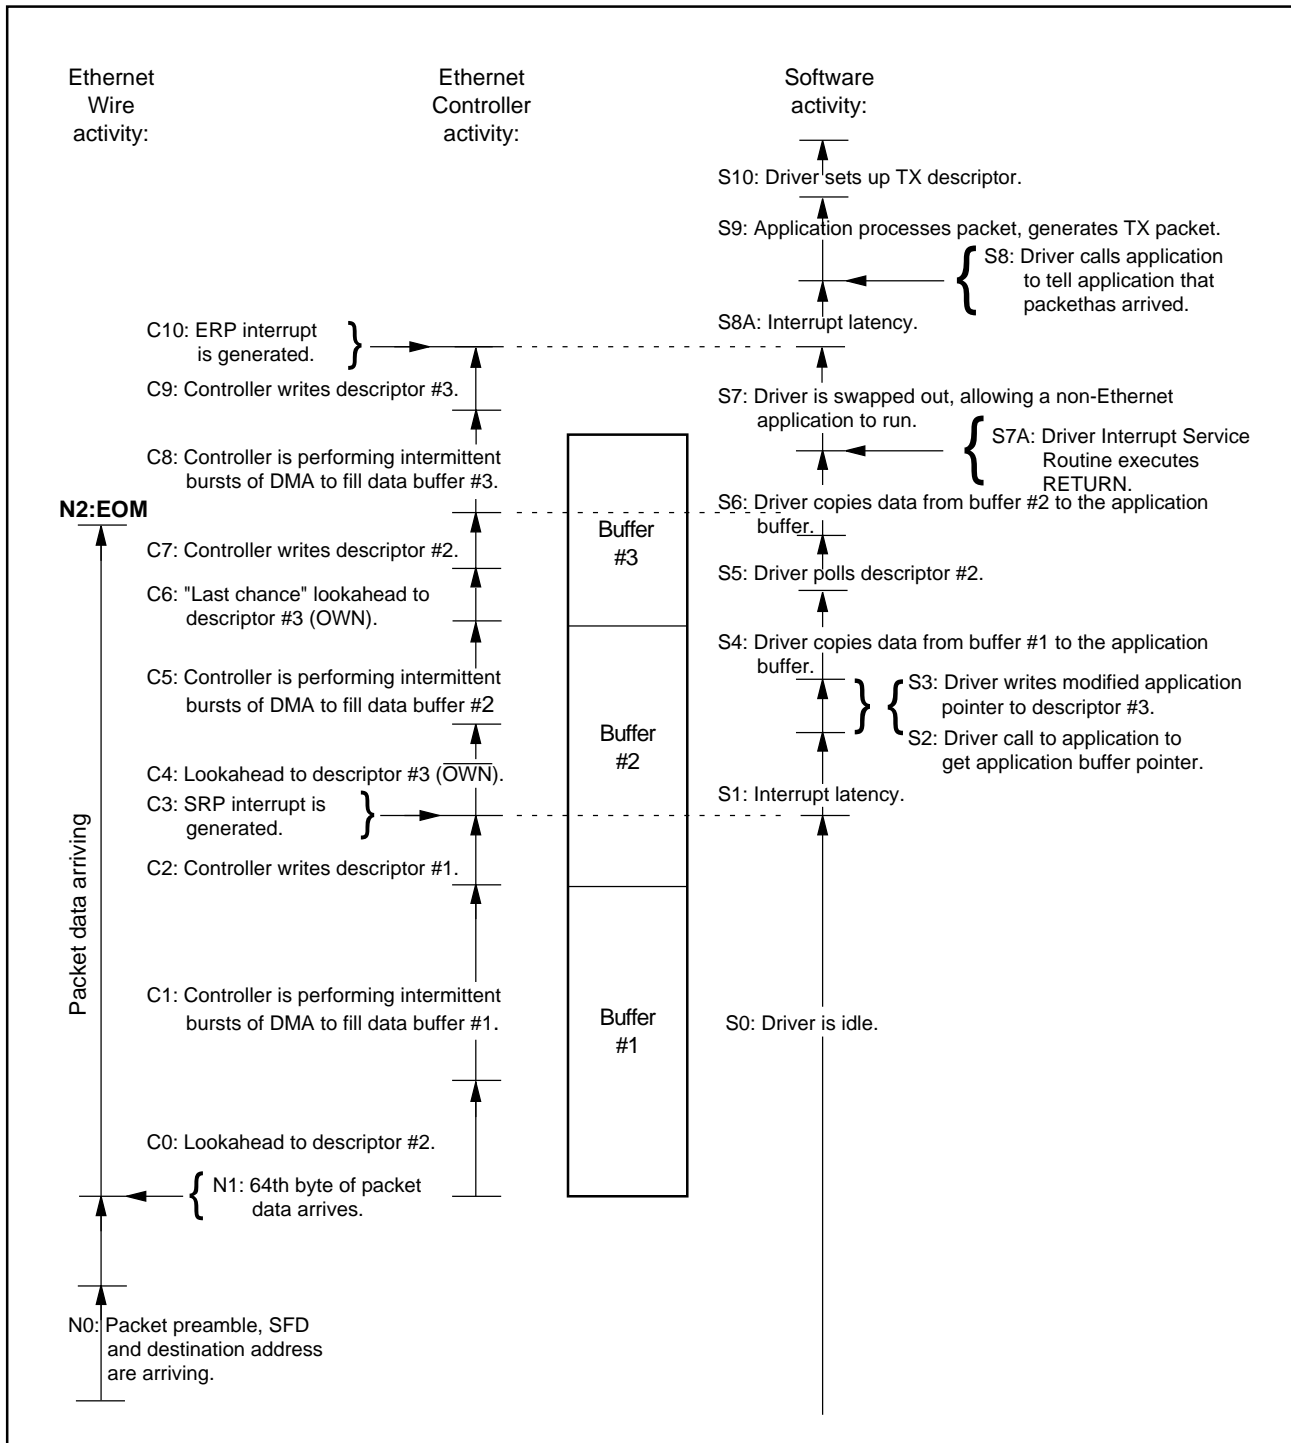 Ethernet
Wire
activity:
Ethernet
Controller
activity:
Software
activity:
S10: Driver sets up TX descriptor.
S9: Application processes packet, generates TX packet.
S8: Driver calls application
to tell application that
packethas arrived.
S8A: Interrupt latency.
C10: ERP interrupt
is generated.
C9: Controller writes descriptor #3.
S7: Driver is swapped out, allowing a non-Ethernet
application to run.
S7A: Driver Interrupt Service
Routine executes
RETURN.
C8: Controller is performing intermittent
bursts of DMA to fill data buffer #3.
N2:EOM
S6: Driver copies data from buffer #2 to the application
buffer.
Buffer
#3
C7: Controller writes descriptor #2.
S5: Driver polls descriptor #2.
C6: "Last chance" lookahead to
descriptor #3 (OWN).
S4: Driver copies data from buffer #1 to the application
buffer.
C5: Controller is performing intermittent
bursts of DMA to fill data buffer #2
S3: Driver writes modified application
pointer to descriptor #3.
S2: Driver call to application to
get application buffer pointer.
Buffer
#2
C4: Lookahead to descriptor #3 (O̅W̅N̅).
S1: Interrupt latency.
C3: SRP interrupt is
generated.
C2: Controller writes descriptor #1.
Packet data arriving
C1: Controller is performing intermittent
bursts of DMA to fill data buffer #1.
Buffer
#1
S0: Driver is idle.
C0: Lookahead to descriptor #2.
N1: 64th byte of packet
data arrives.
N0: Packet preamble, SFD
and destination address
are arriving.